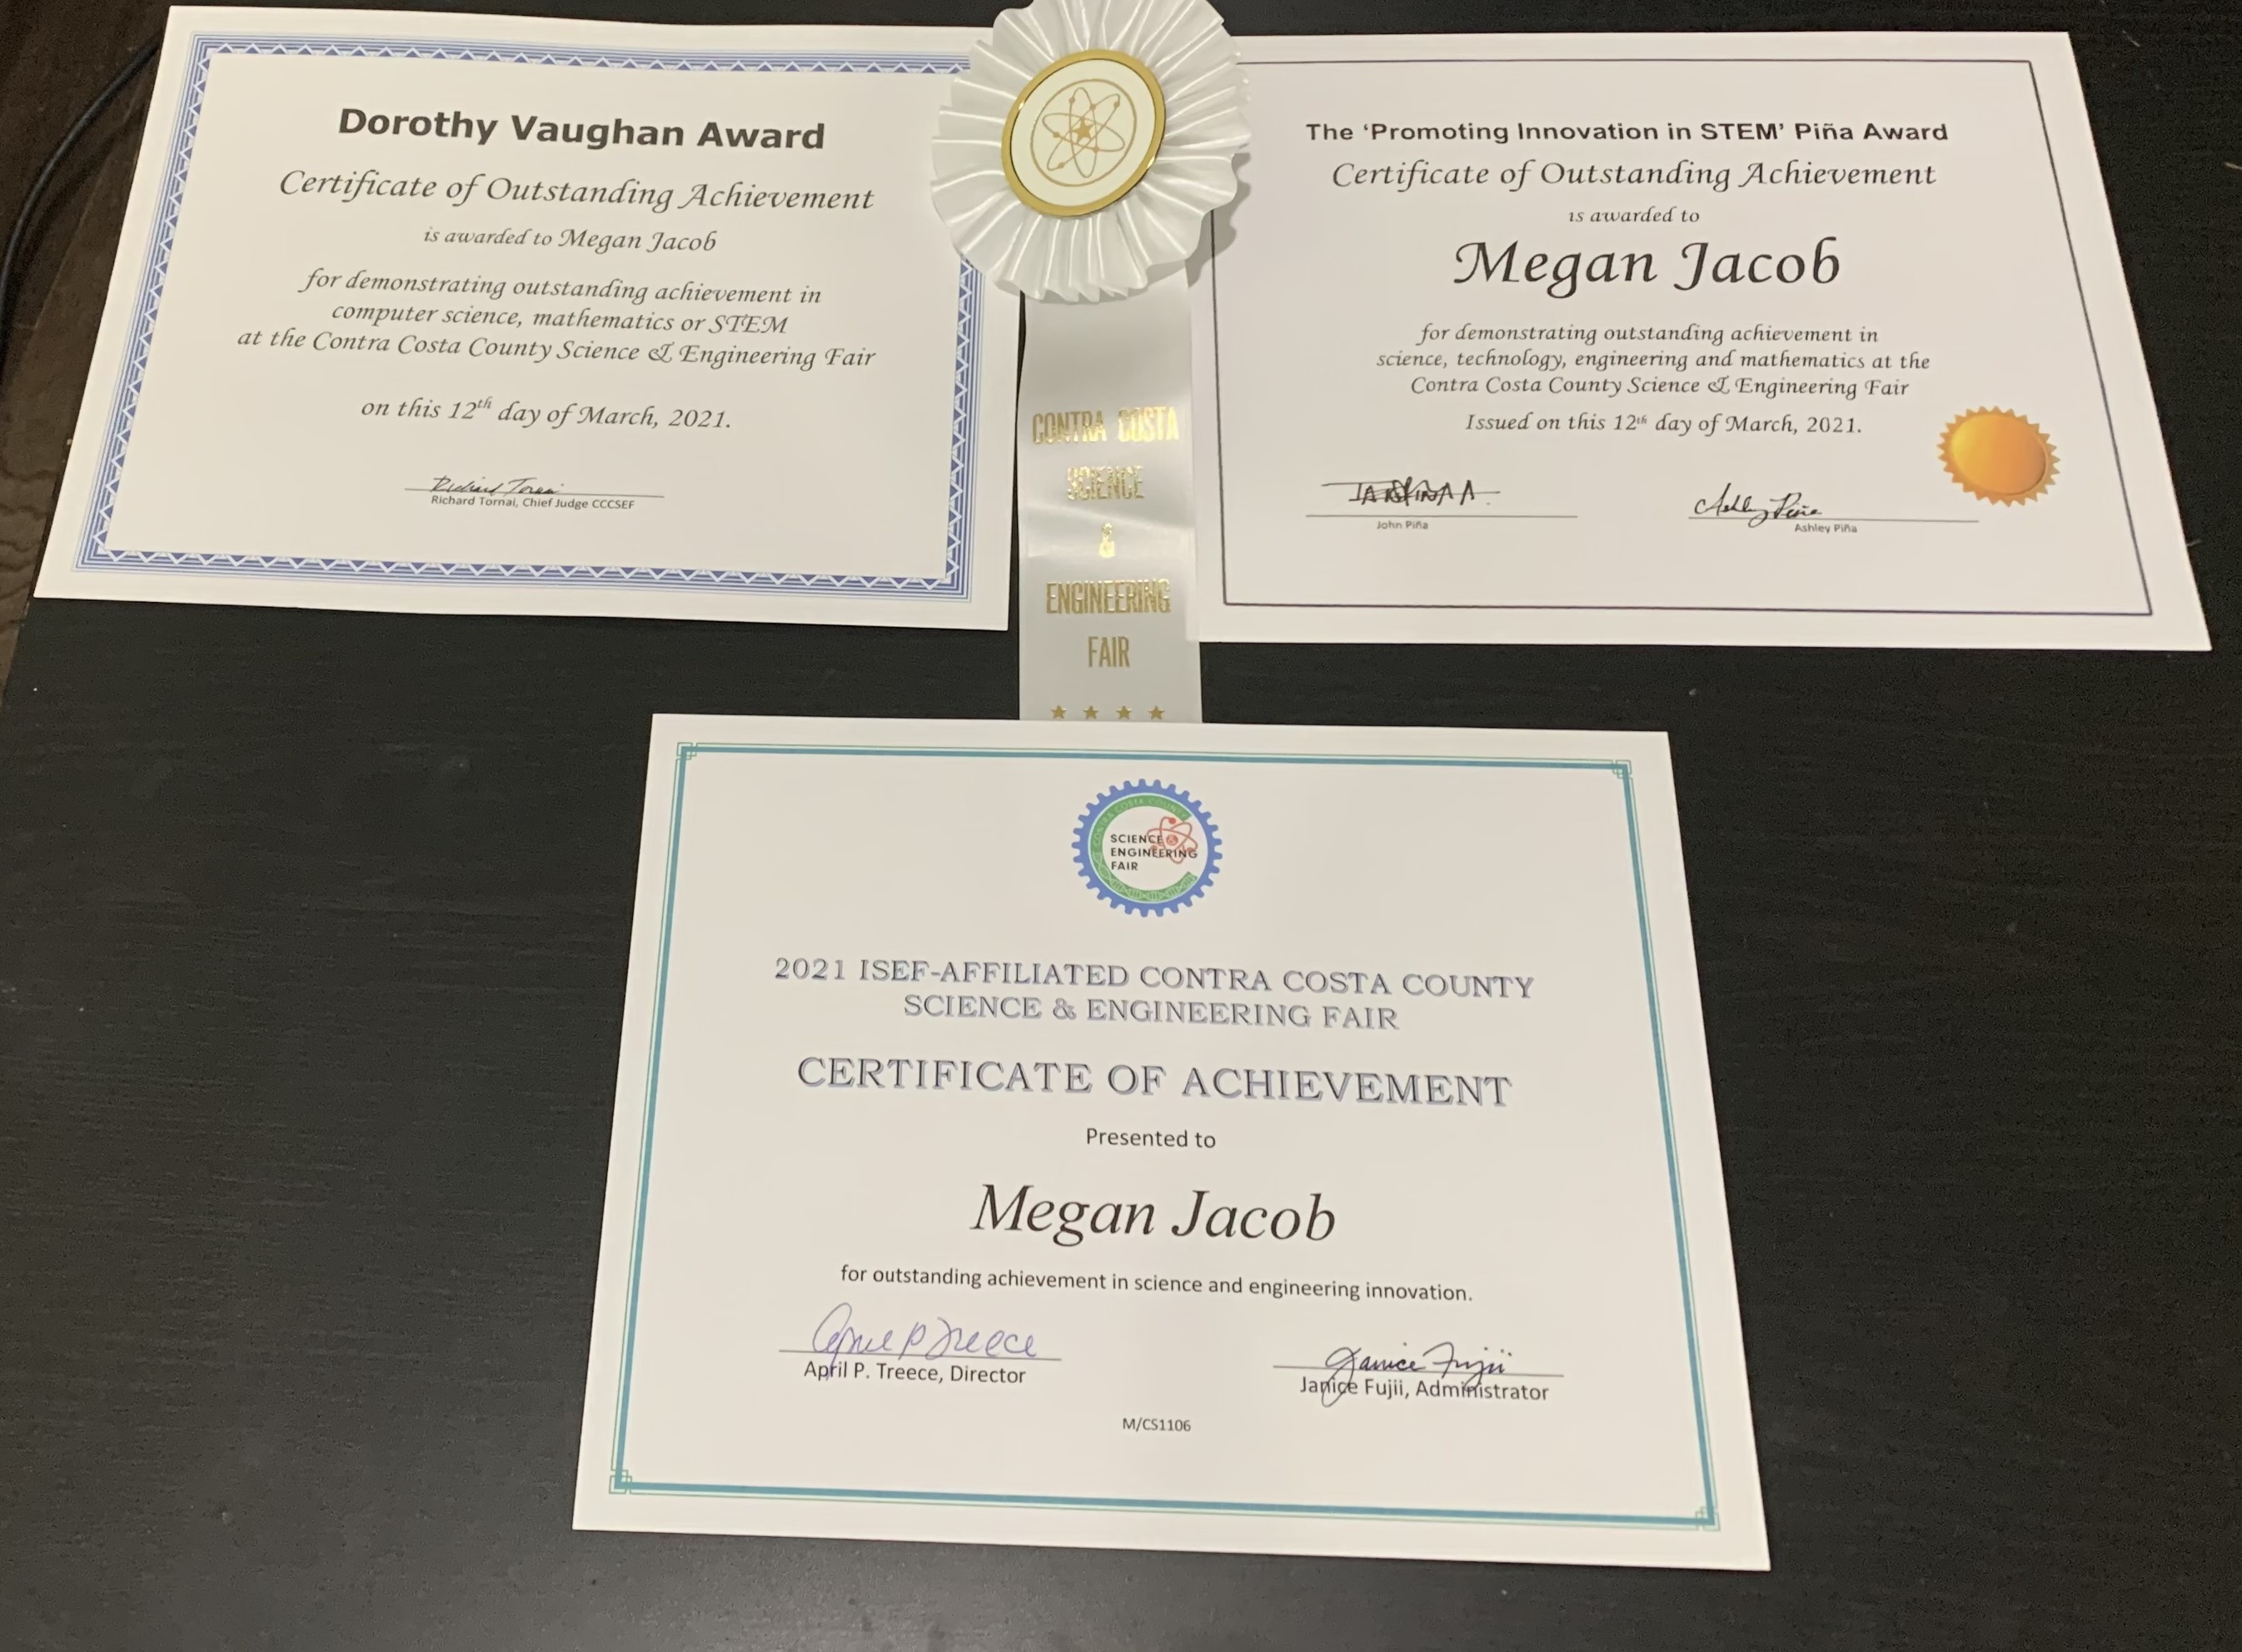 Dorothy Vaughan Award
Certificate of Outstanding Achievement
is awarded to Megan Jacob
for demonstrating outstanding achievement in
computer science, mathematics or STEM
at the Contra Costa County Science & Engineering Fair
on this 12th day of March, 2021.
Richard Tornai
Richard Tornai, Chief Judge CCCSEF
CONTRA COSTA
SCIENCE
&
ENGINEERING
FAIR
The ‘Promoting Innovation in STEM’ Piña Award
Certificate of Outstanding Achievement
is awarded to
Megan Jacob
for demonstrating outstanding achievement in
science, technology, engineering and mathematics at the
Contra Costa County Science & Engineering Fair
Issued on this 12th day of March, 2021.
John Piña
Ashley Piña
Ashley Piña
CONTRA COSTA COUNTY
SCIENCE &
ENGINEERING
FAIR
2021 ISEF-AFFILIATED CONTRA COSTA COUNTY
SCIENCE & ENGINEERING FAIR
CERTIFICATE OF ACHIEVEMENT
Presented to
Megan Jacob
for outstanding achievement in science and engineering innovation.
April P Treece
April P. Treece, Director
Janice Fujii
Janice Fujii, Administrator
M/CS1106